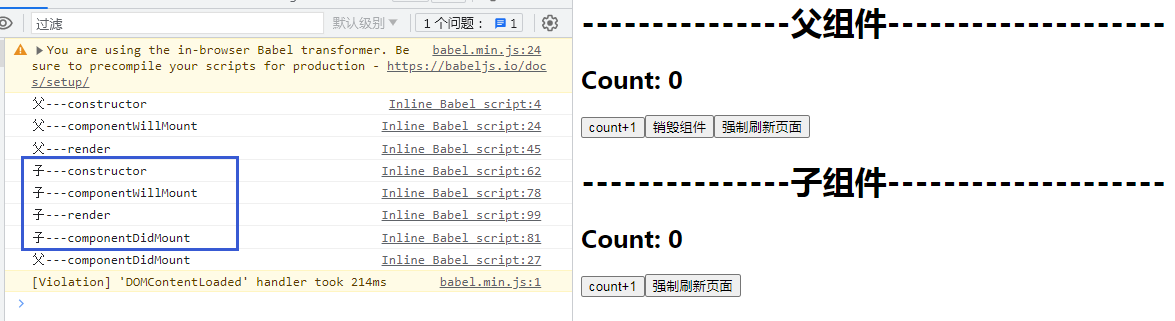 过滤
默认级别
1 个问题： 1
You are using the in-browser Babel transformer. Be babel.min.js:24
sure to precompile your scripts for production - https://babeljs.io/doc
s/setup/
父---constructor Inline Babel script:4
父---componentWillMount Inline Babel script:24
父---render Inline Babel script:45
子---constructor Inline Babel script:62
子---componentWillMount Inline Babel script:78
子---render Inline Babel script:99
子---componentDidMount Inline Babel script:81
父---componentDidMount Inline Babel script:27
[Violation] 'DOMContentLoaded' handler took 214ms babel.min.js:1
---------------父组件--------------------
Count: 0
count+1 销毁组件 强制刷新页面
---------------子组件--------------------
Count: 0
count+1 强制刷新页面